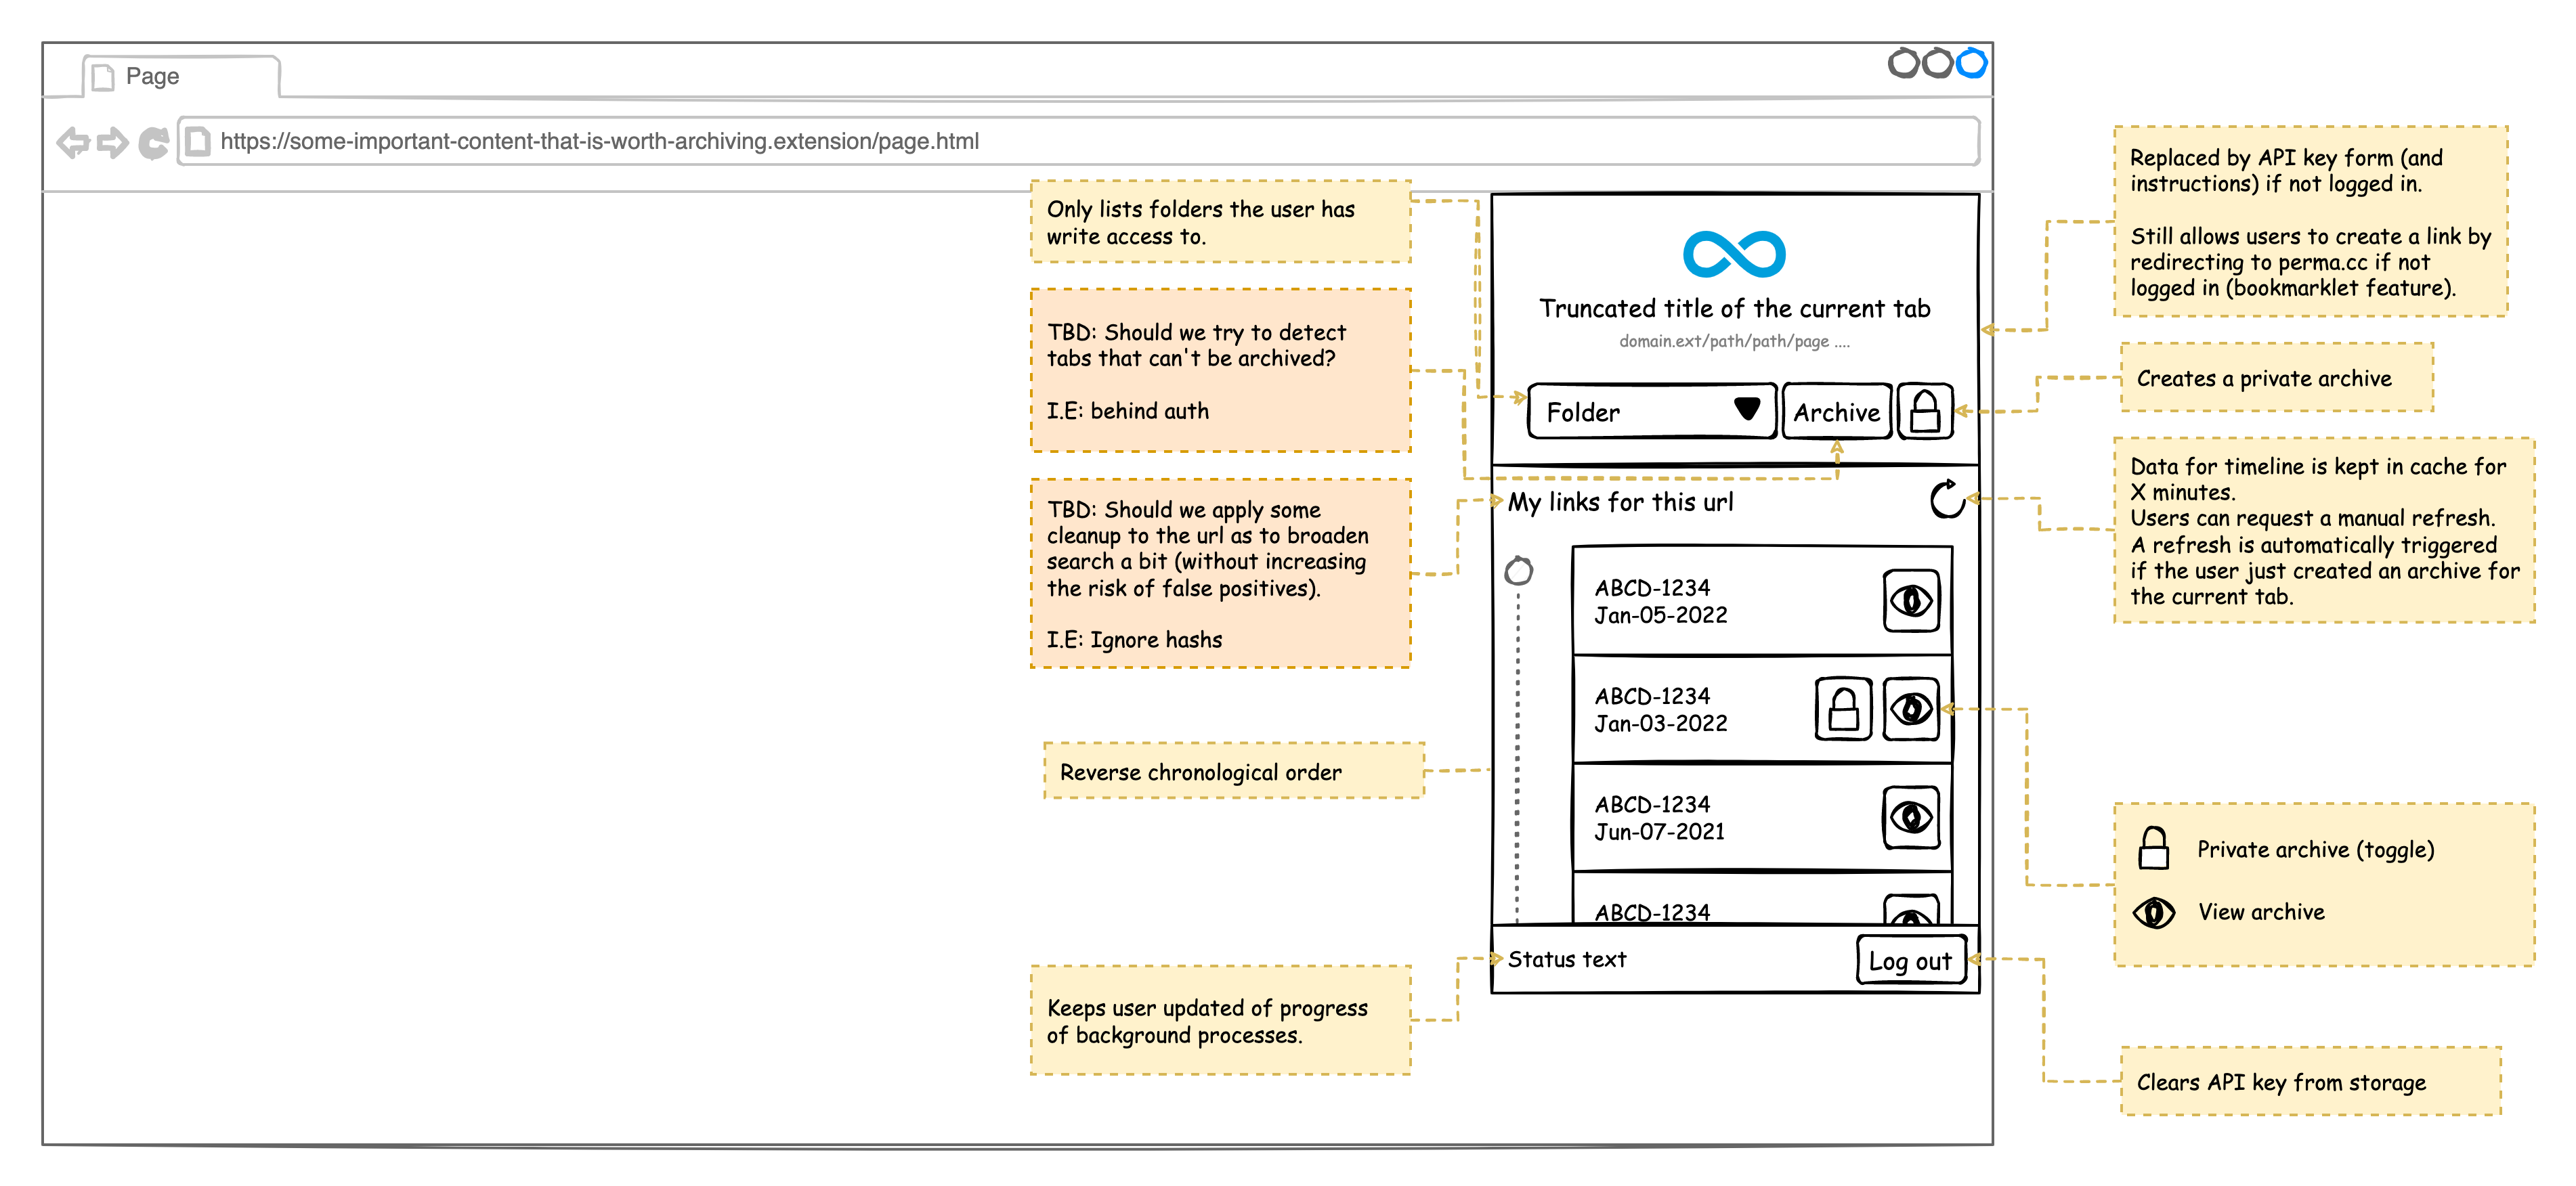 Page
https://some-important-content-that-is-worth-archiving.extension/page.html
Only lists folders the user has
write access to.
TBD: Should we try to detect
tabs that can't be archived?
I.E: behind auth
TBD: Should we apply some
cleanup to the url as to broaden
search a bit (without increasing
the risk of false positives).
I.E: Ignore hashs
Reverse chronological order
Keeps user updated of progress
of background processes.
Truncated title of the current tab
domain.ext/path/path/page ....
Folder
Archive
My links for this url
ABCD-1234
Jan-05-2022
ABCD-1234
Jan-03-2022
ABCD-1234
Jun-07-2021
ABCD-1234
Status text
Log out
Replaced by API key form (and
instructions) if not logged in.
Still allows users to create a link by
redirecting to perma.cc if not
logged in (bookmarklet feature).
Creates a private archive
Data for timeline is kept in cache for
X minutes.
Users can request a manual refresh.
A refresh is automatically triggered
if the user just created an archive for
the current tab.
Private archive (toggle)
View archive
Clears API key from storage